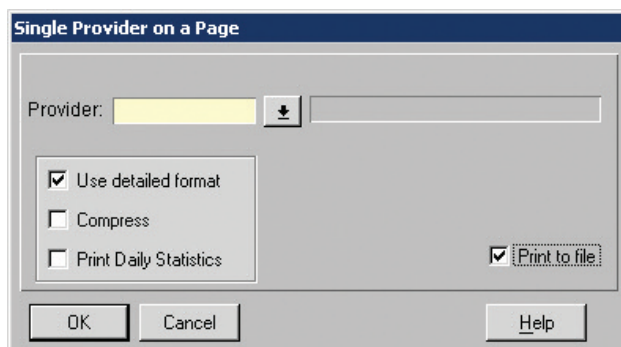 Single Provider on a Page
Provider:
Use detailed format
Compress
Print Daily Statistics
Print to file
OK Cancel Help